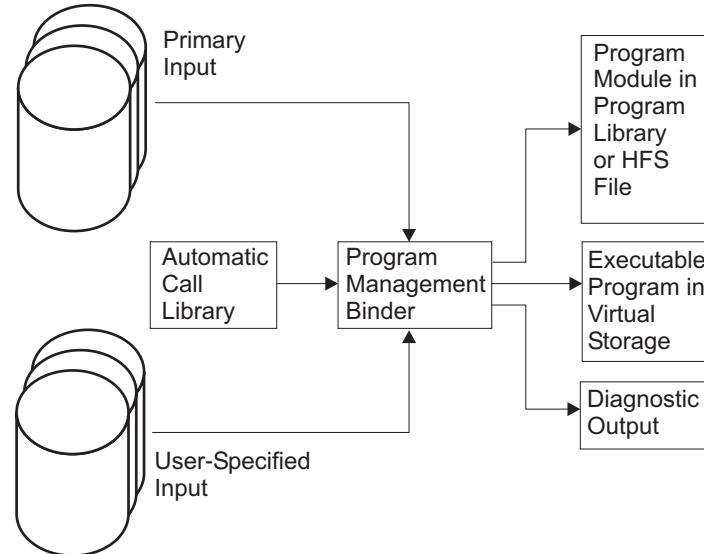 Primary
Input
Program
Module in
Program
Library
or HFS
File
Automatic
Call
Library
Program
Management
Binder
Executable
Program in
Virtual
Storage
Diagnostic
Output
User-Specified
Input